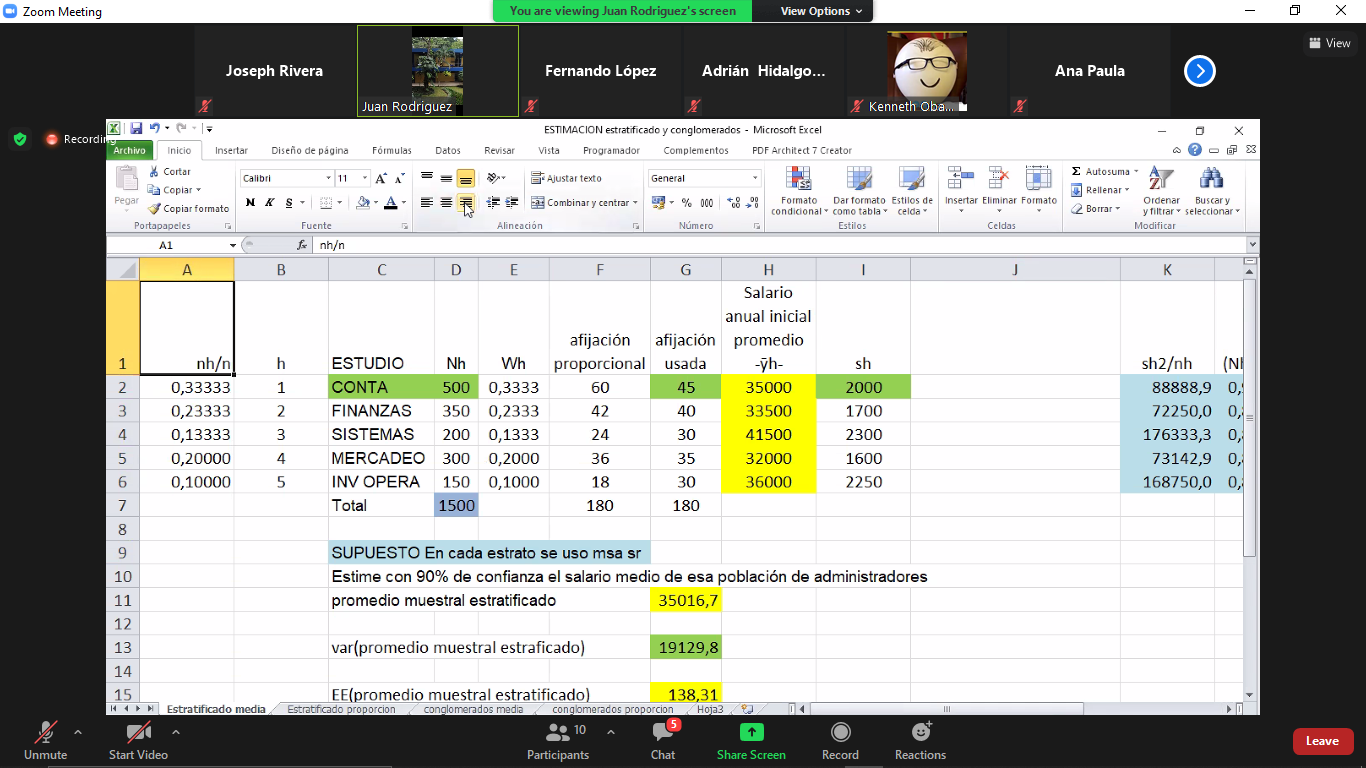 Zoom Meeting
You are viewing Juan Rodriguez's screen
View Options
View
Joseph Rivera
Juan Rodriguez
Fernando López
Adrián Hidalgo...
Kenneth Oba...
Ana Paula
Recording
ESTIMACION estratificado y conglomerados - Microsoft Excel
Archivo Inicio Insertar Diseño de página Fórmulas Datos Revisar Vista Programador Complementos PDF Architect 7 Creator
Pegar
Cortar
Copiar
Copiar formato
Portapapeles
Calibri 11
N K S
Fuente
Ajustar texto
Combinar y centrar
Alineación
General
% 000
Número
Formato condicional
Dar formato como tabla
Estilos de celda
Estilos
Insertar Eliminar Formato
Celdas
Autosuma
Rellenar
Borrar
Ordenar y filtrar
Buscar y seleccionar
Modificar
A1 fx nh/n
A B C D E F G H I J K
1 nh/n h ESTUDIO Nh Wh afijación proporcional afijación usada Salario anual inicial promedio -ȳh- sh sh2/nh (Nh
2 0,33333 1 CONTA 500 0,3333 60 45 35000 2000 88888,9
3 0,23333 2 FINANZAS 350 0,2333 42 40 33500 1700 72250,0
4 0,13333 3 SISTEMAS 200 0,1333 24 30 41500 2300 176333,3
5 0,20000 4 MERCADEO 300 0,2000 36 35 32000 1600 73142,9
6 0,10000 5 INV OPERA 150 0,1000 18 30 36000 2250 168750,0
7 Total 1500 180 180
8
9 SUPUESTO En cada estrato se uso msa sr
10 Estime con 90% de confianza el salario medio de esa población de administradores
11 promedio muestral estratificado 35016,7
12
13 var(promedio muestral estraficado) 19129,8
14
15 EE(promedio muestral estratificado) 138,31
Estratificado media Estratificado proporcion conglomerados media conglomerados proporcion Hoja3
Unmute
Start Video
Participants 10
Chat 5
Share Screen
Record
Reactions
Leave